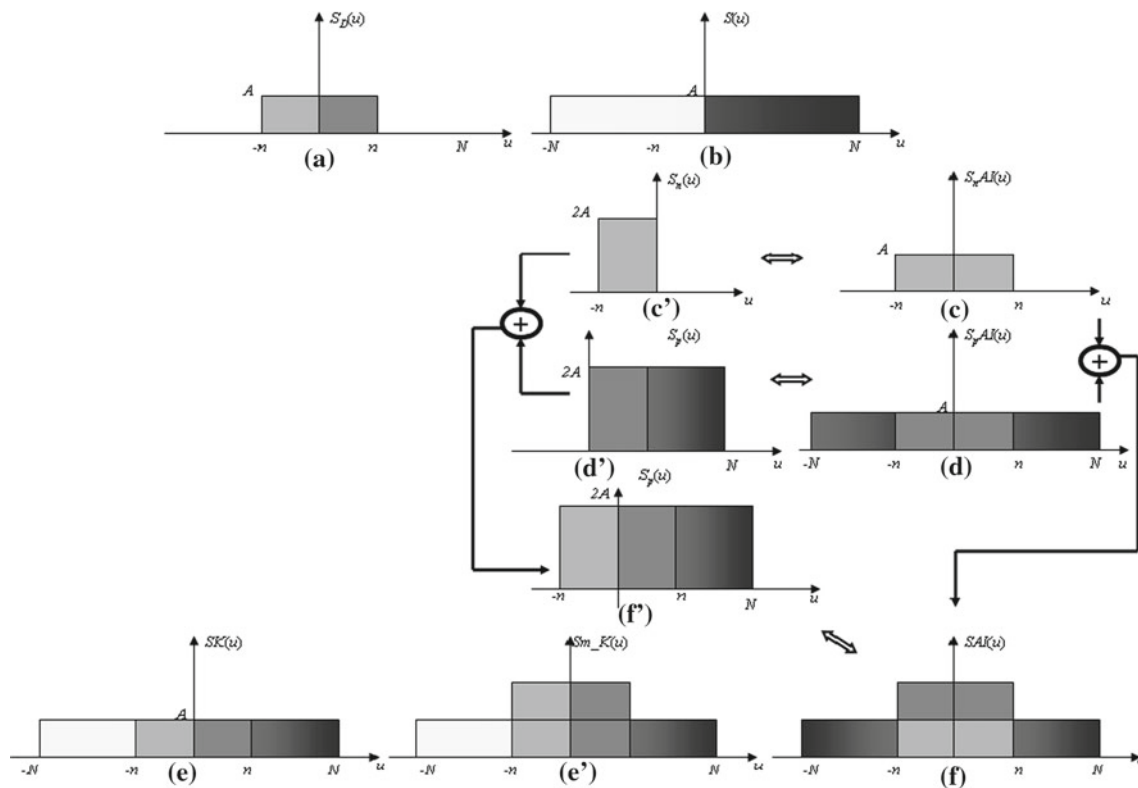 S_D(u)
A
-n
n
N
u
(a)
S(u)
A
-N
-n
N
u
(b)
S_n(u)
2A
-n
u
(c’)
S_nAI(u)
A
-n
n
u
(c)
+
S_p(u)
2A
N
u
(d’)
S_pAI(u)
A
-N
-n
n
N
u
(d)
+
S_p(u)
2A
-n
n
N
u
(f’)
SK(u)
A
-N
-n
n
N
u
(e)
Sm_K(u)
-N
-n
N
u
(e’)
SAI(u)
-N
-n
n
N
(f)